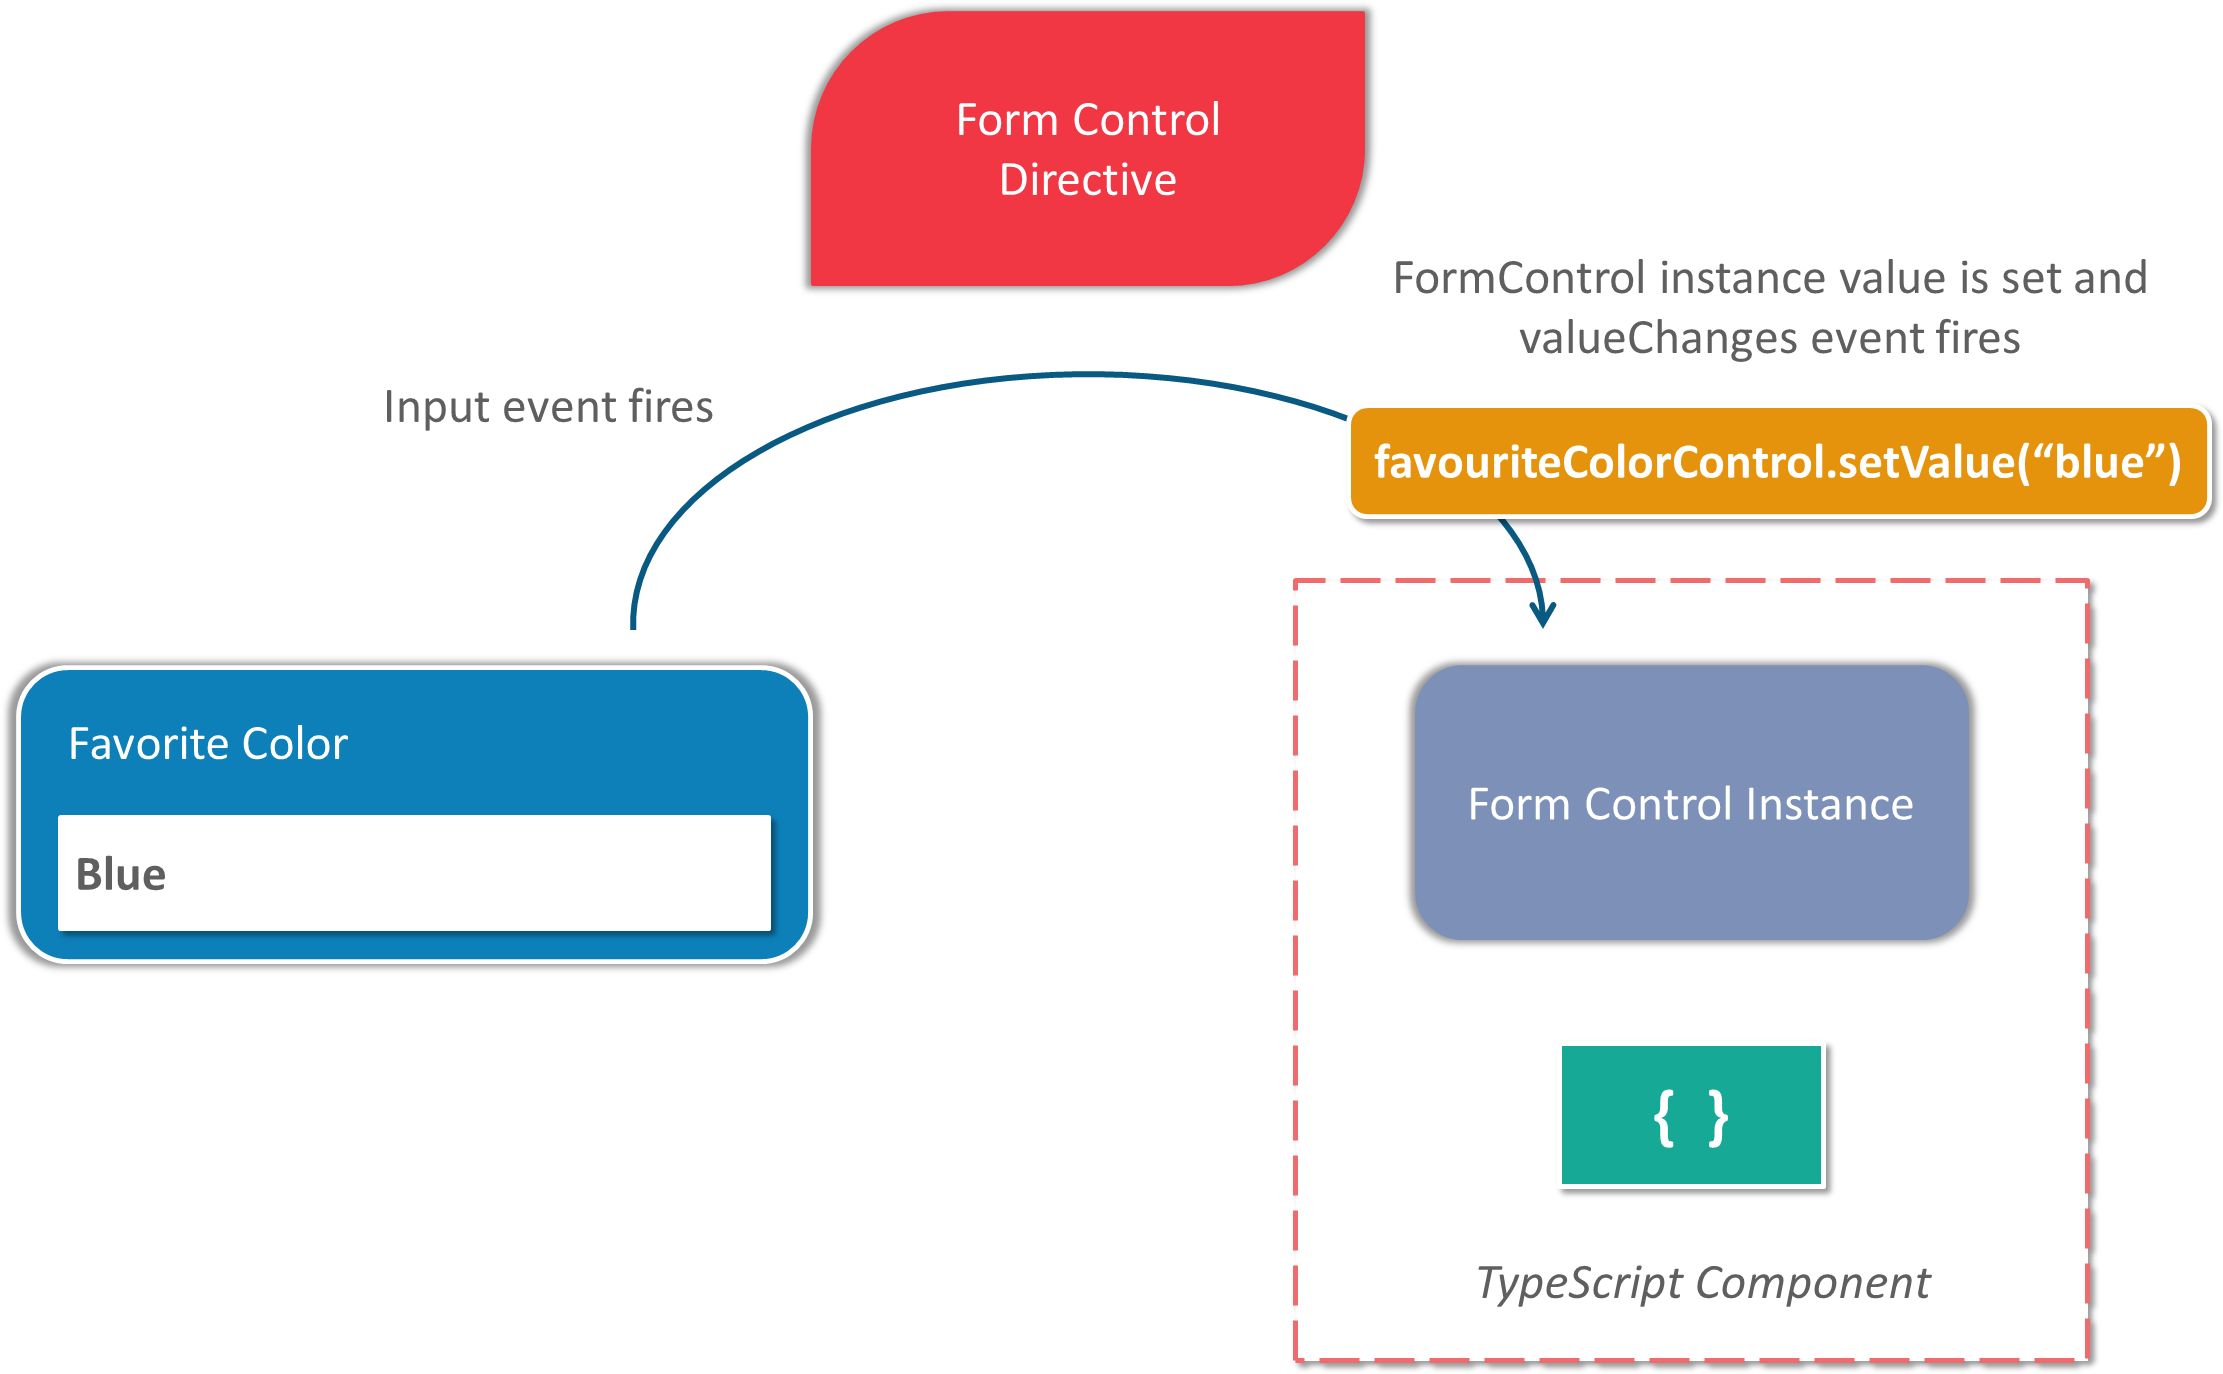 Form Control
Directive
FormControl instance value is set and
valueChanges event fires
Input event fires
favouriteColorControl.setValue(“blue”)
Favorite Color
Blue
Form Control Instance
{ }
TypeScript Component